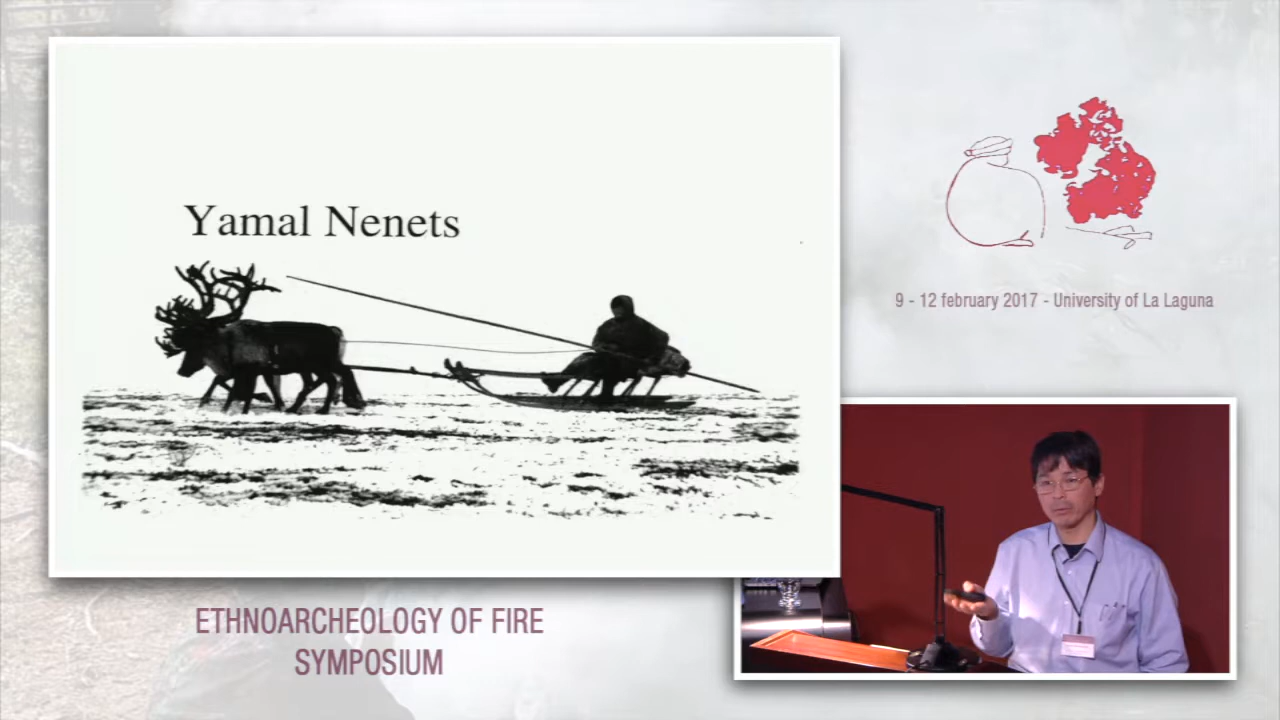 Yamal Nenets
9 - 12 february 2017 - University of La Laguna
ETHNOARCHEOLOGY OF FIRE
SYMPOSIUM